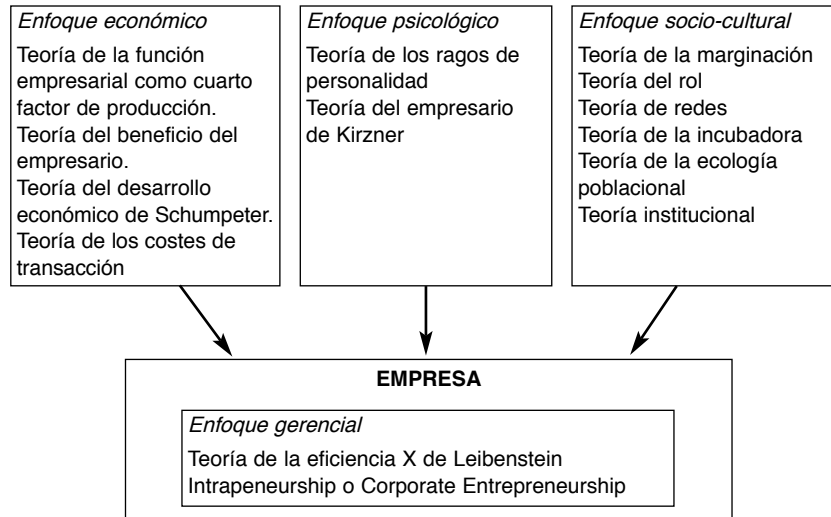 Enfoque económico
Teoría de la función
empresarial como cuarto
factor de producción.
Teoría del beneficio del
empresario.
Teoría del desarrollo
económico de Schumpeter.
Teoría de los costes de
transacción
Enfoque psicológico
Teoría de los ragos de
personalidad
Teoría del empresario
de Kirzner
Enfoque socio-cultural
Teoría de la marginación
Teoría del rol
Teoría de redes
Teoría de la incubadora
Teoría de la ecología
poblacional
Teoría institucional
EMPRESA
Enfoque gerencial
Teoría de la eficiencia X de Leibenstein
Intrapeneurship o Corporate Entrepreneurship